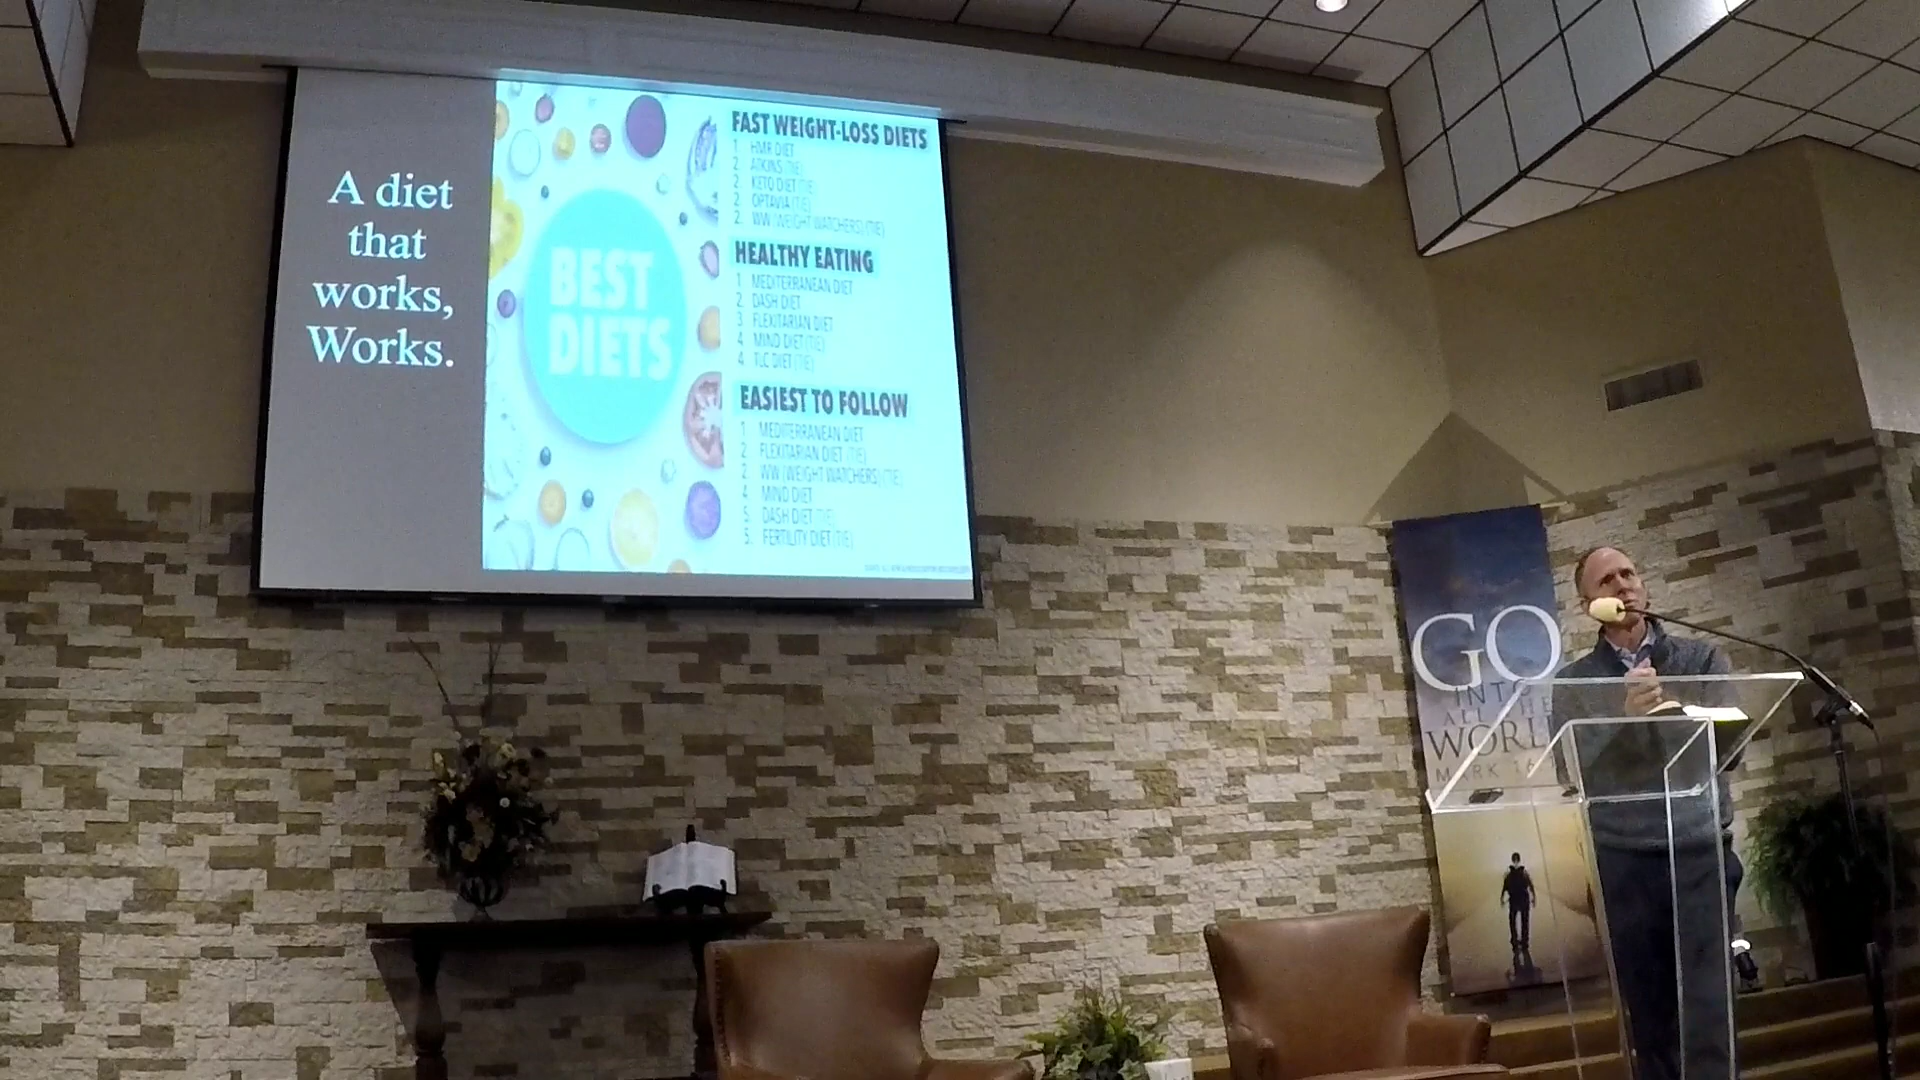 A diet
that
works,
Works.
BEST
DIETS
FAST WEIGHT-LOSS DIETS
1 HMR DIET
2 ATKINS (TIE)
2. KETO DIET (TIE)
2 OPTAVIA (TIE)
2. WW (WEIGHT WATCHERS) (TIE)
HEALTHY EATING
1 MEDITERRANEAN DIET
2. DASH DIET
3 FLEXITARIAN DIET
4 MIND DIET (TIE)
4. TLC DIET (TIE)
EASIEST TO FOLLOW
1 MEDITERRANEAN DIET
2 FLEXITARIAN DIET (TIE)
2. WW (WEIGHT WATCHERS) (TIE)
4. MIND DIET
5. DASH DIET (TIE)
5. FERTILITY DIET (TIE)
GO
INTO
ALL THE
WORL
MARK 16